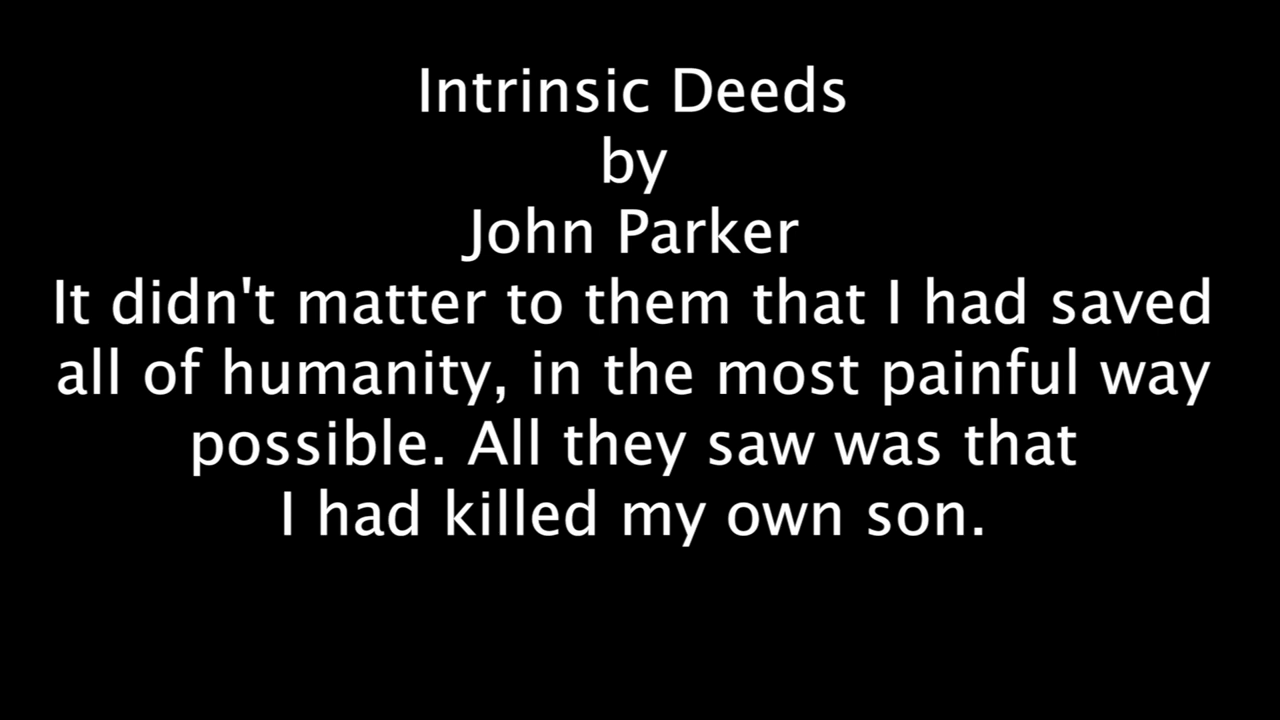 Intrinsic Deeds
by
John Parker
It didn't matter to them that I had saved
all of humanity, in the most painful way
possible. All they saw was that
I had killed my own son.